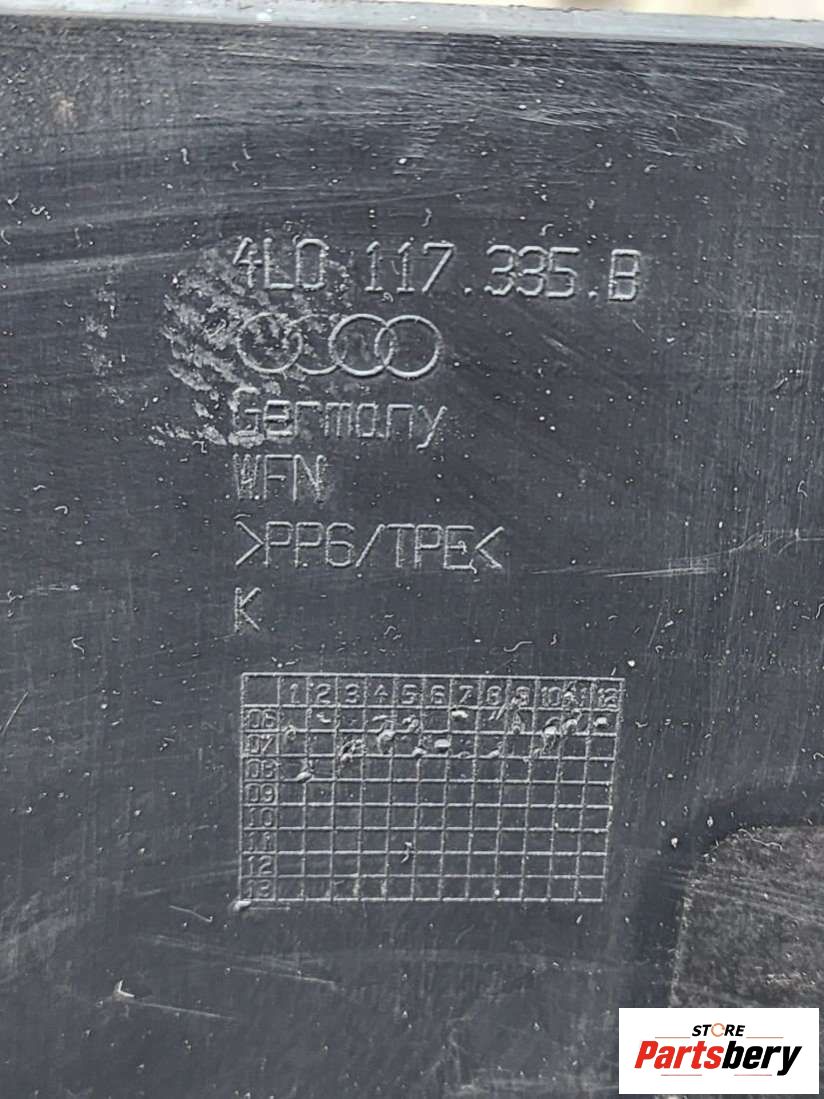 4L0 117.335.B
Germany
WFN
>PP6/TPE<
K
1 2 3 4 5 6 7 8 9 10 11 12
06
07
08
09
10
11
12
13
STORE
Partsbery